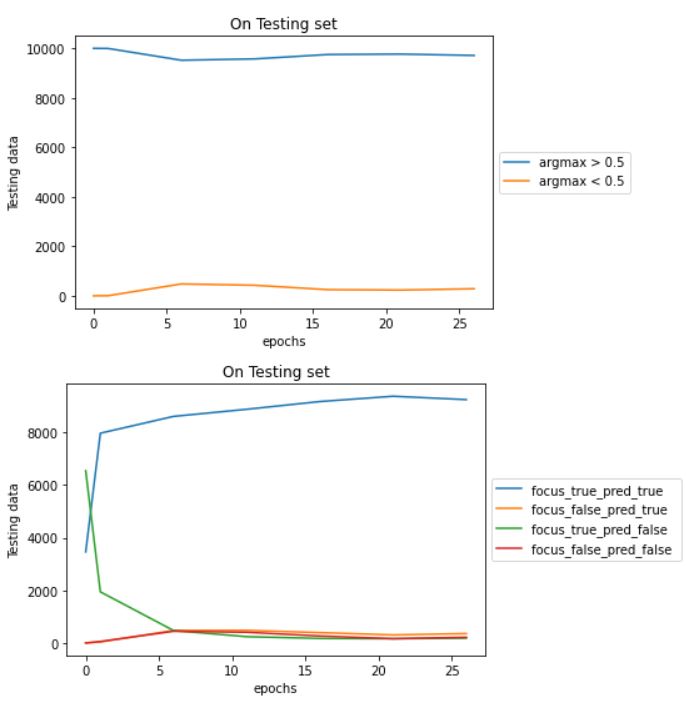 On Testing set
10000
8000
6000
4000
2000
0
Testing data
0 5 10 15 20 25
epochs
argmax > 0.5
argmax < 0.5
On Testing set
8000
6000
4000
2000
0
Testing data
0 5 10 15 20 25
epochs
focus_true_pred_true
focus_false_pred_true
focus_true_pred_false
focus_false_pred_false